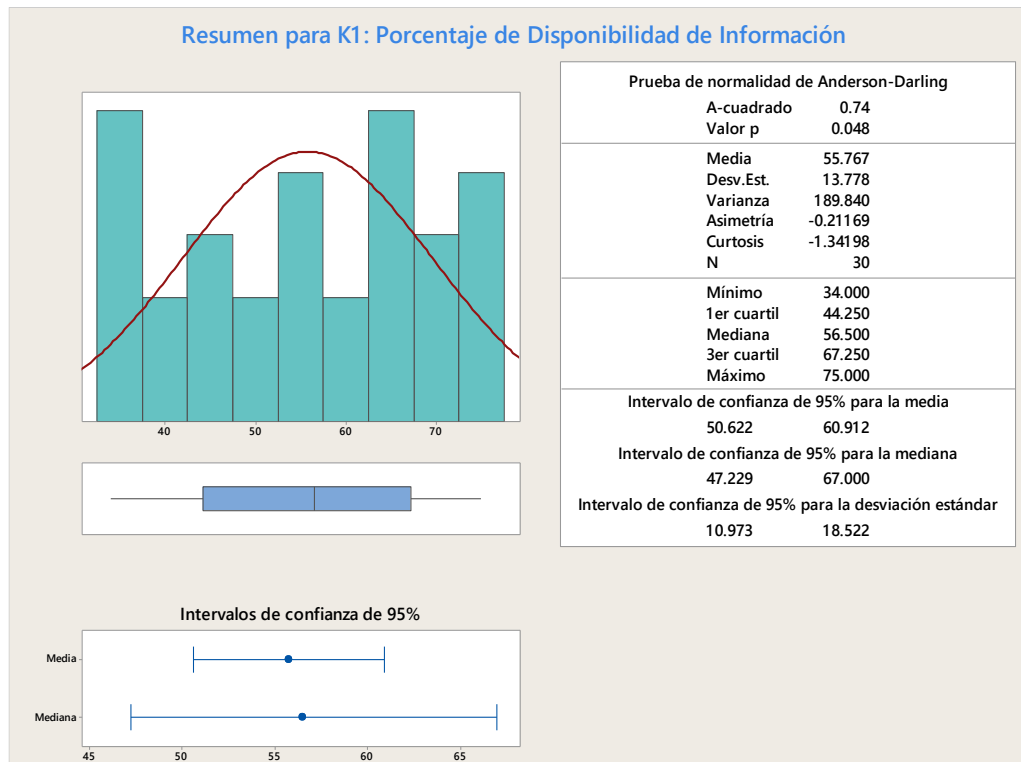 Resumen para K1: Porcentaje de Disponibilidad de Información
40 50 60 70
Intervalos de confianza de 95%
Media
Mediana
45 50 55 60 65
Prueba de normalidad de Anderson-Darling
A-cuadrado 0.74
Valor p 0.048
Media 55.767
Desv.Est. 13.778
Varianza 189.840
Asimetría -0.21169
Curtosis -1.34198
N 30
Mínimo 34.000
1er cuartil 44.250
Mediana 56.500
3er cuartil 67.250
Máximo 75.000
Intervalo de confianza de 95% para la media
50.622 60.912
Intervalo de confianza de 95% para la mediana
47.229 67.000
Intervalo de confianza de 95% para la desviación estándar
10.973 18.522